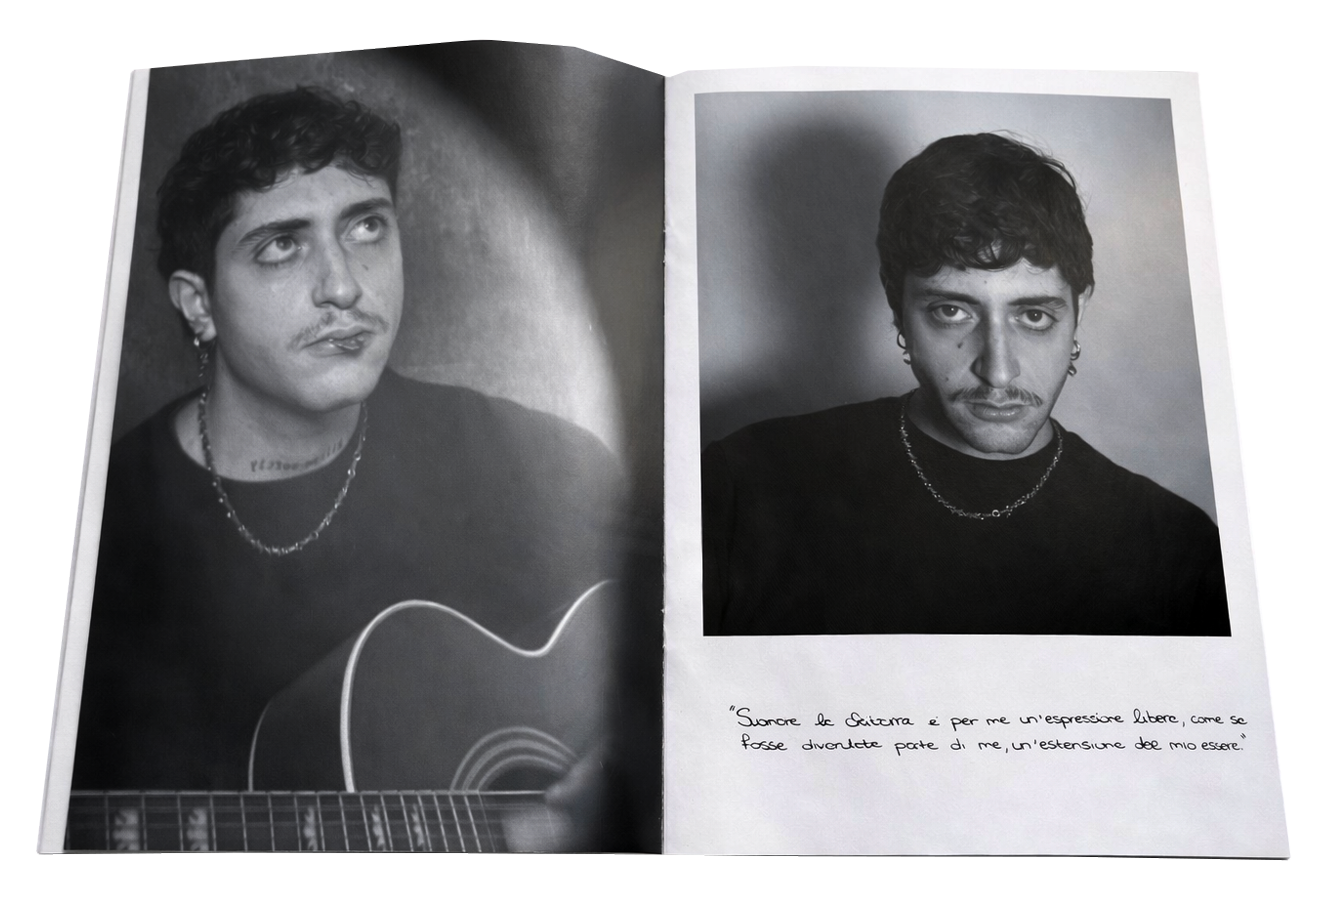 "Suonare la chitarra è per me un'espressione libera, come se
fosse diventata parte di me, un'estensione del mio essere."